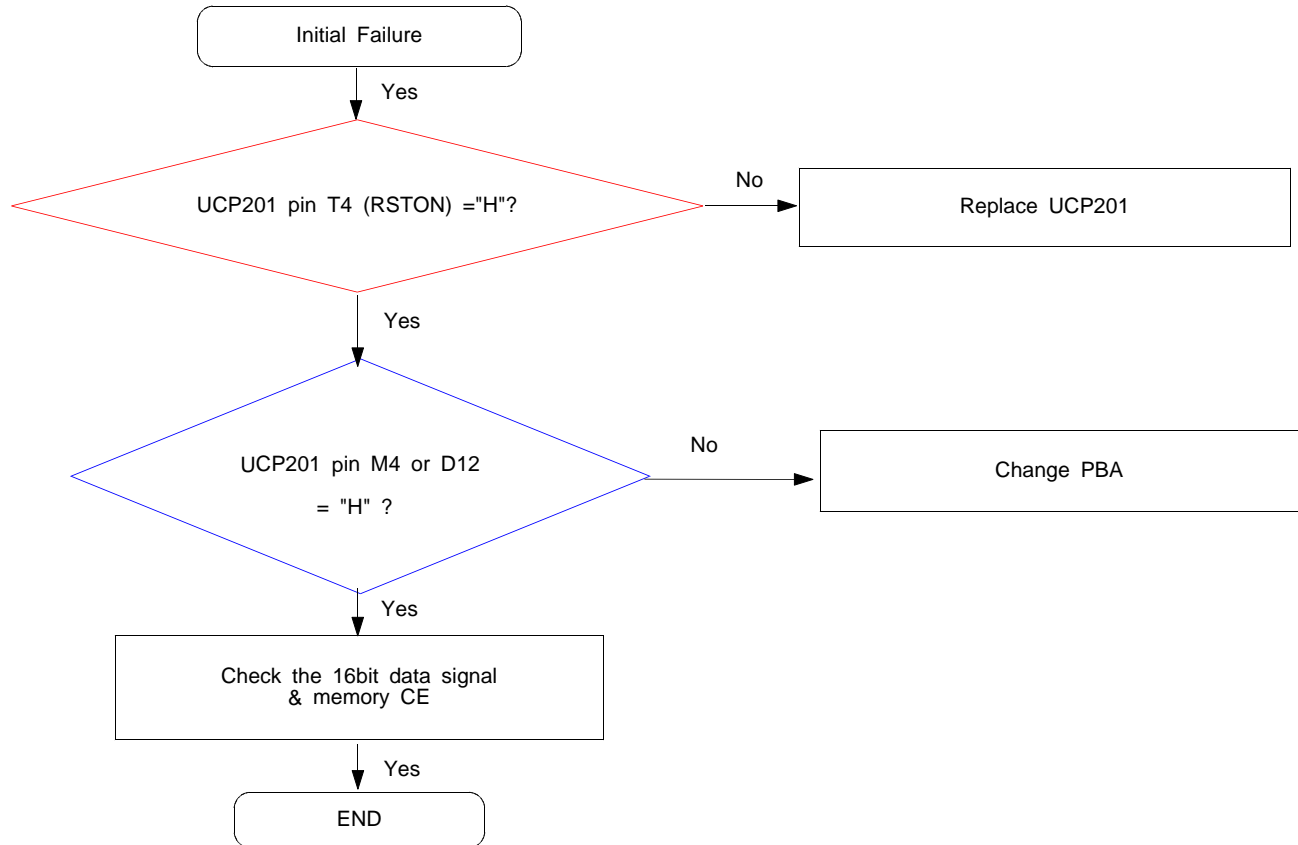 Initial Failure
Yes
UCP201 pin T4 (RSTON) ="H"?
No
Replace UCP201
Yes
UCP201 pin M4 or D12
= "H" ?
No
Change PBA
Yes
Check the 16bit data signal
& memory CE
Yes
END